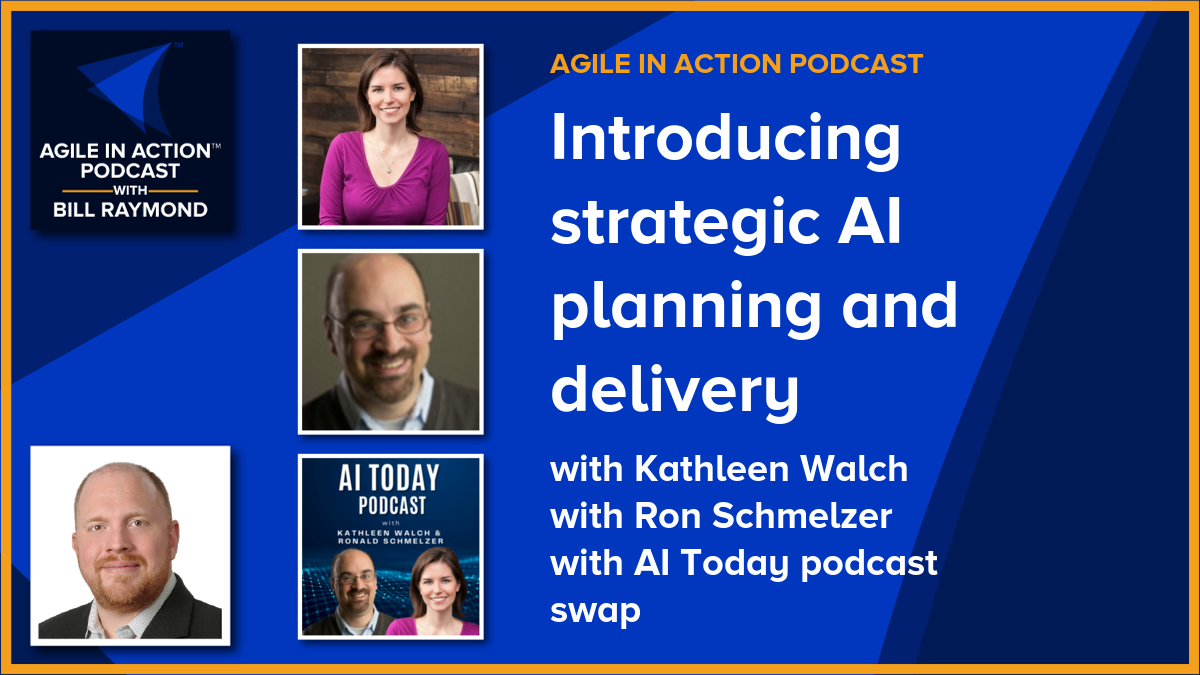 AGILE IN ACTION™
PODCAST
WITH
BILL RAYMOND
AI TODAY
PODCAST
with
KATHLEEN WALCH &
RONALD SCHMELZER
AGILE IN ACTION PODCAST
Introducing
strategic AI
planning and
delivery
with Kathleen Walch
with Ron Schmelzer
with AI Today podcast
swap